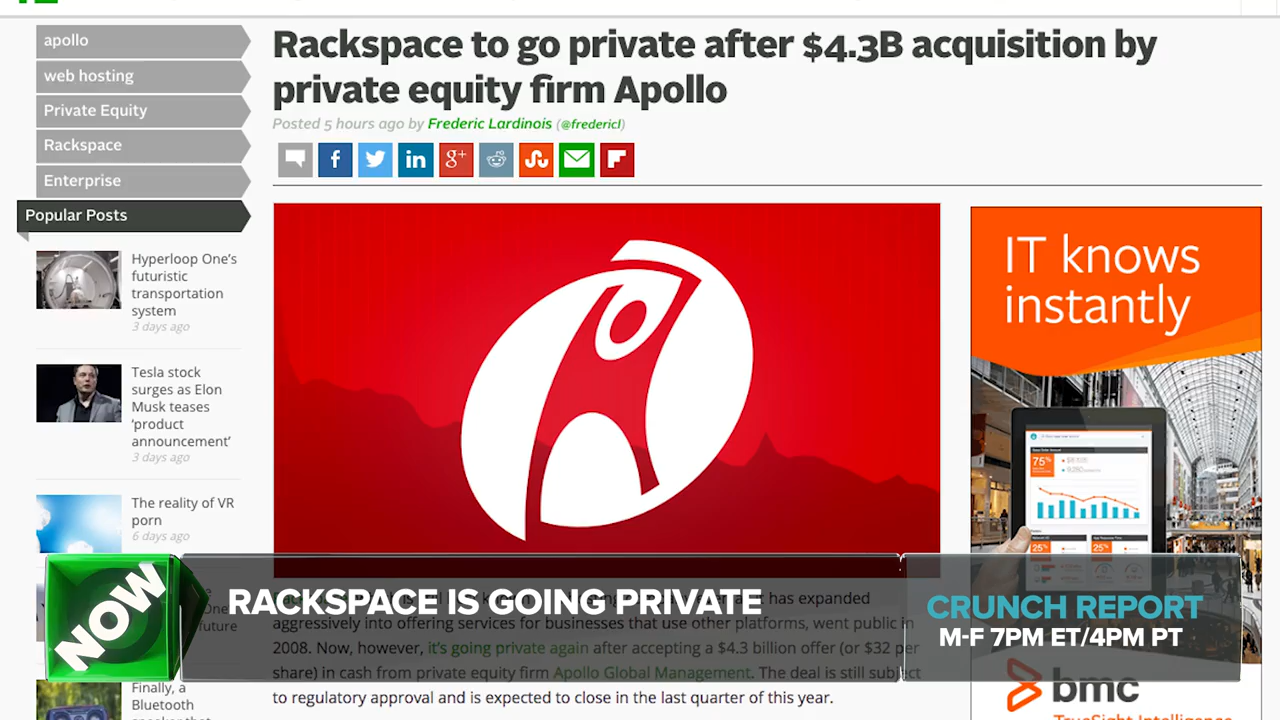 apollo
web hosting
Private Equity
Rackspace
Enterprise
Popular Posts
Hyperloop One's
futuristic
transportation
system
3 days ago
Tesla stock
surges as Elon
Musk teases
'product
announcement'
3 days ago
The reality of VR
porn
6 days ago
One
future
Finally, a
Bluetooth
Rackspace to go private after $4.3B acquisition by
private equity firm Apollo
Posted 5 hours ago by Frederic Lardinois (@fredericl)
f
in
g+
has expanded
aggressively into offering services for businesses that use other platforms, went public in
2008. Now, however, it's going private again after accepting a $4.3 billion offer (or $32 per
share) in cash from private equity firm Apollo Global Management. The deal is still subject
to regulatory approval and is expected to close in the last quarter of this year.
IT knows
instantly
75%
25%
25%
bmc
TrueSight Intelligence
NOW
RACKSPACE IS GOING PRIVATE
CRUNCH REPORT
M-F 7PM ET/4PM PT